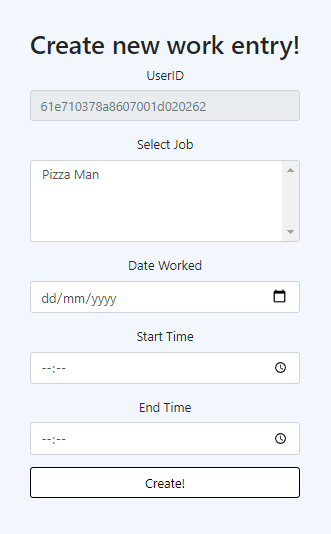 Create new work entry!
UserID
61e710378a8607001d020262
Select Job
Pizza Man
Date Worked
dd/mm/yyyy
Start Time
--:--
End Time
--:--
Create!